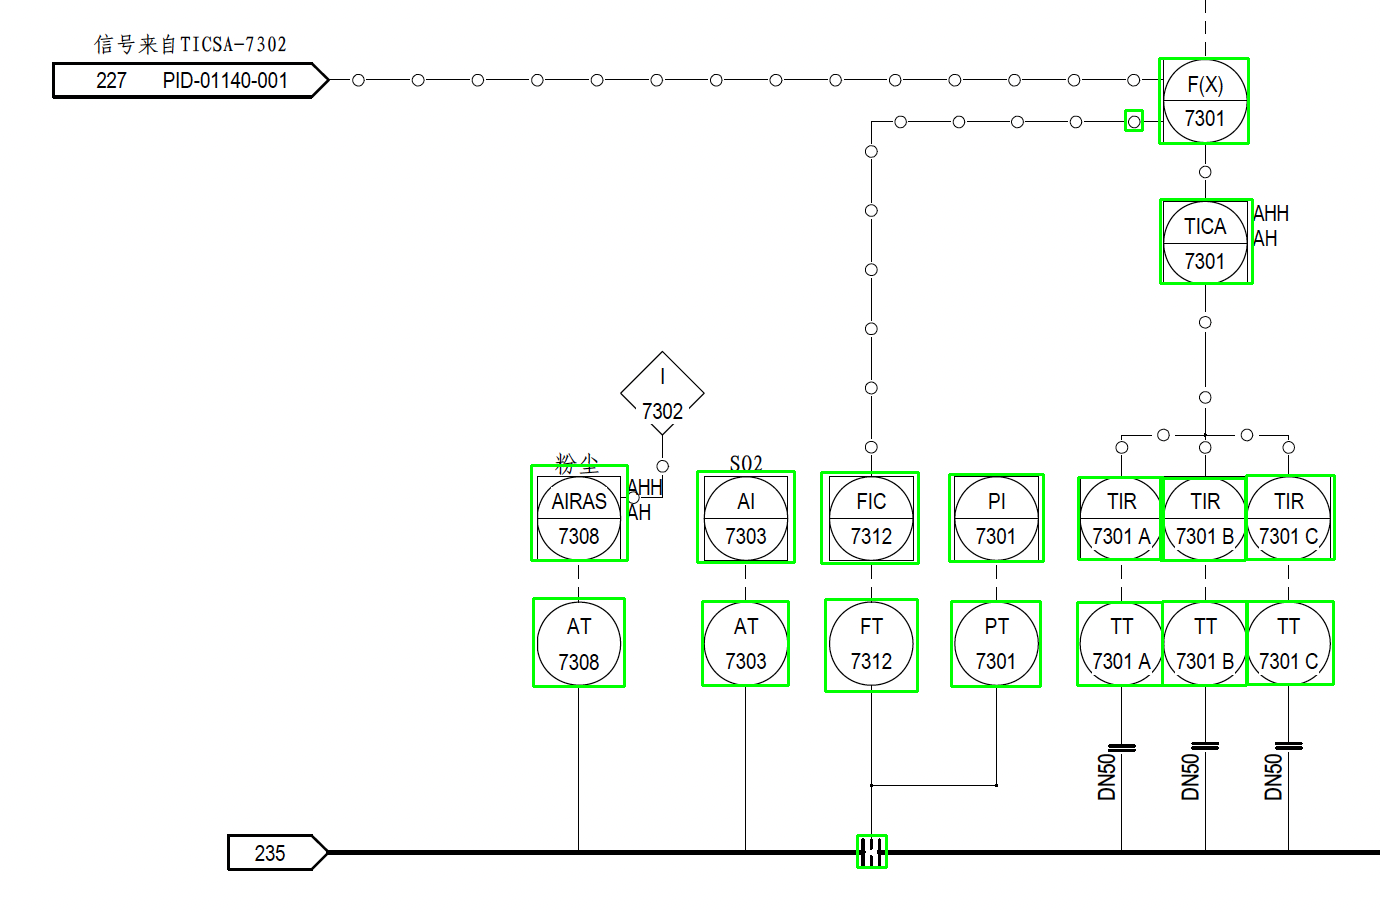 信号来自TICSA-7302
227 PID-01140-001
F(X)
7301
TICA
7301
AHH
AH
I
7302
粉尘
AIRAS
7308
AHH
AH
SO2
AI
7303
FIC
7312
PI
7301
TIR
7301 A
TIR
7301 B
TIR
7301 C
AT
7308
AT
7303
FT
7312
PT
7301
TT
7301 A
TT
7301 B
TT
7301 C
DN50
DN50
DN50
235